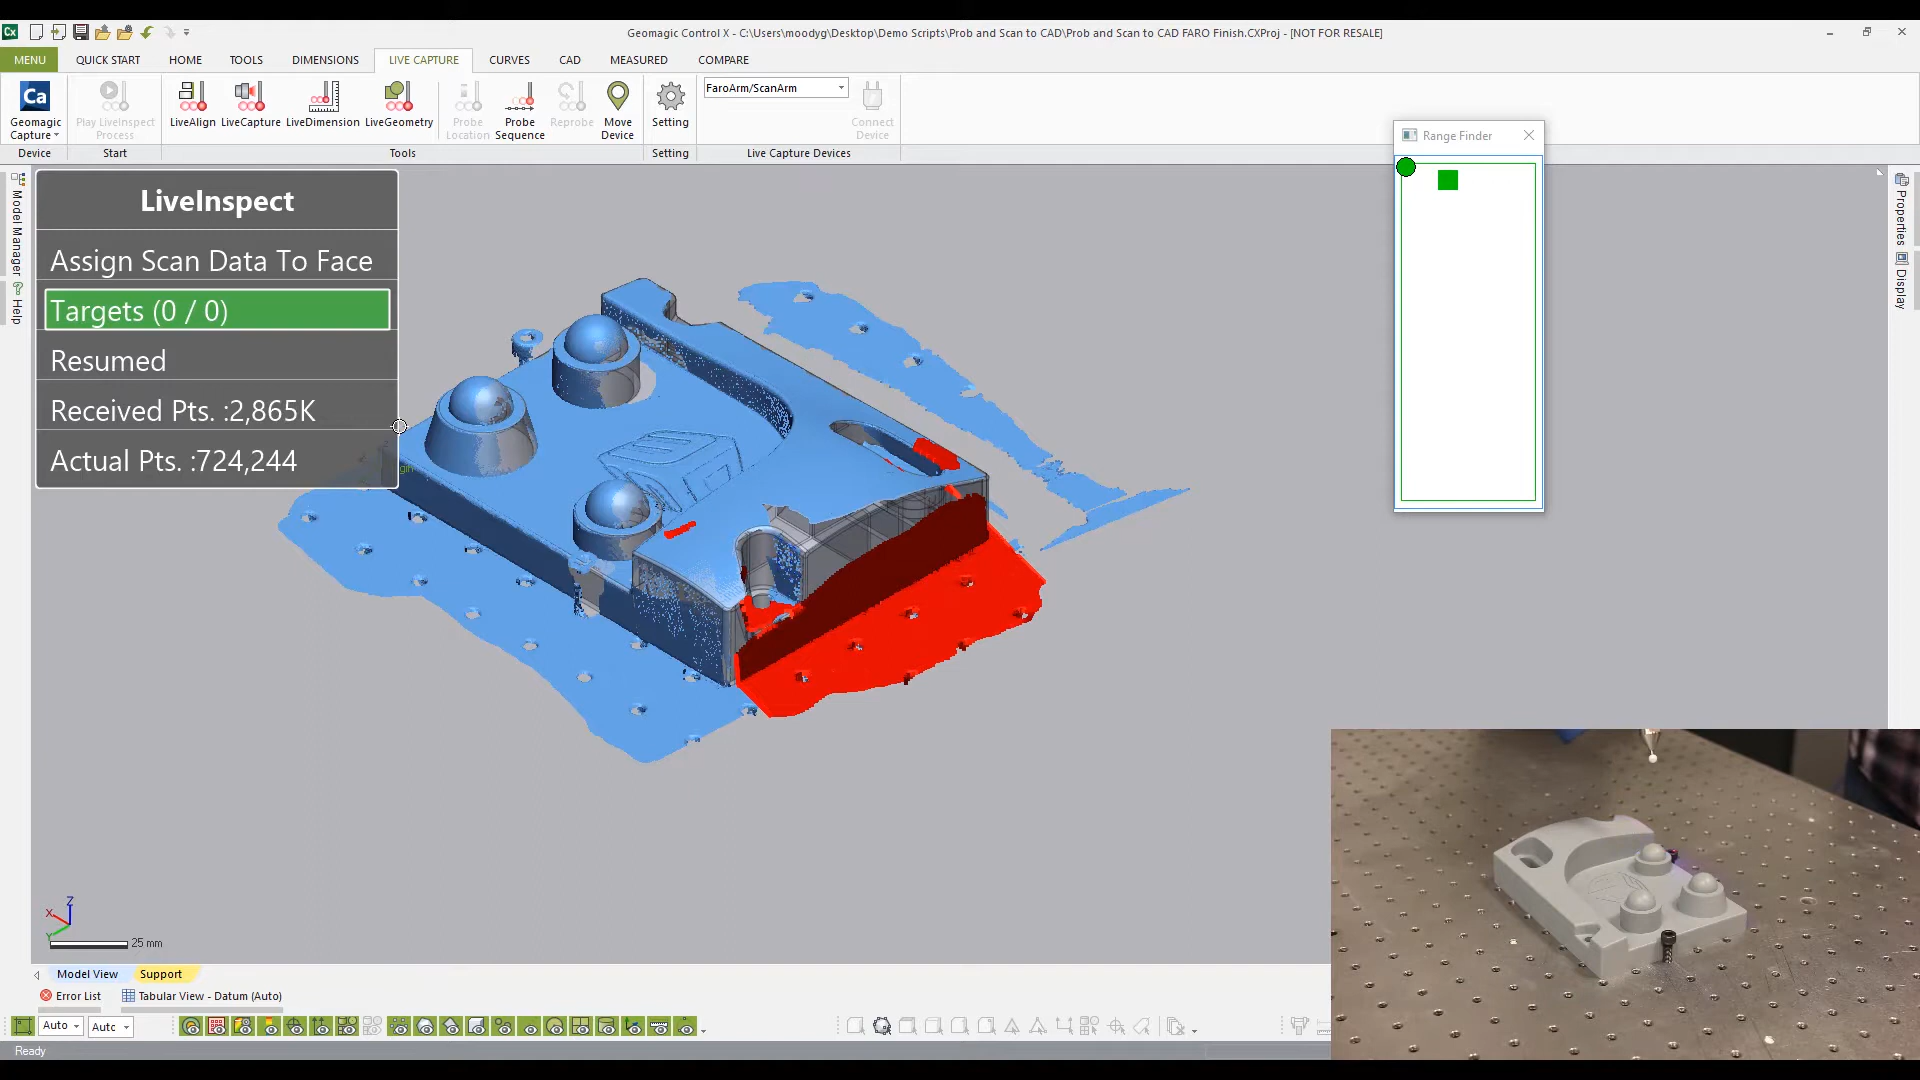 Cx
Geomagic Control X - C:\Users\moodyg\Desktop\Demo Scripts\Prob and Scan to CAD\Prob and Scan to CAD FARO Finish.CXProj - [NOT FOR RESALE]
MENU QUICK START HOME TOOLS DIMENSIONS LIVE CAPTURE CURVES CAD MEASURED COMPARE
Ca
Geomagic Capture
Play LiveInspect Process
LiveAlign LiveCapture LiveDimension LiveGeometry
Probe Location
Probe Sequence
Reprobe
Move Device
Setting
FaroArm/ScanArm
Connect Device
Device Start Tools Setting Live Capture Devices
Range Finder
Model Manager
Help
Properties
Display
LiveInspect
Assign Scan Data To Face
Targets (0 / 0)
Resumed
Received Pts. :2,865K
Actual Pts. :724,244
Z
X
Y
25 mm
Model View Support
Error List Tabular View - Datum (Auto)
Auto Auto
Ready